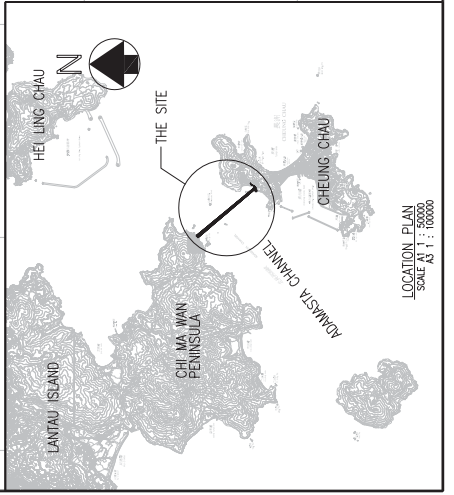 LANTAU ISLAND
HEI LING CHAU
N
THE SITE
CHI MA WAN
PENINSULA
ADAMASTA CHANNEL
CHEUNG CHAU
LOCATION PLAN
SCALE A1 1 : 50000
A3 1 : 100000